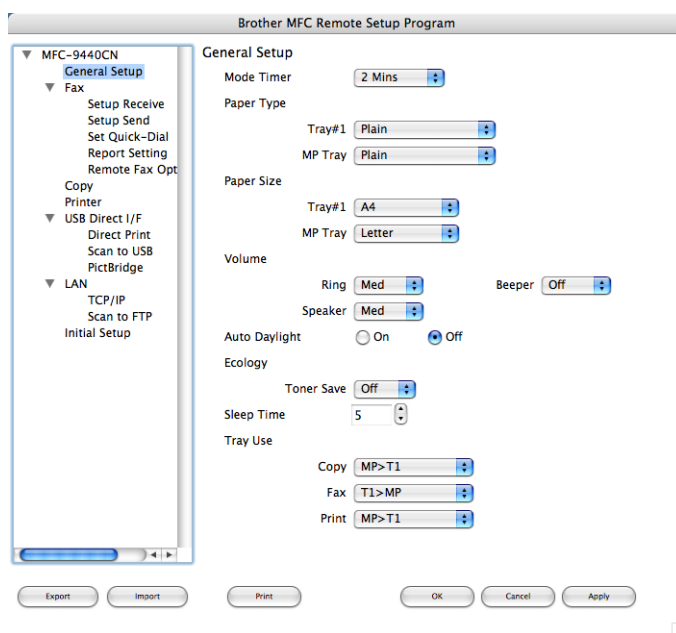 Brother MFC Remote Setup Program
MFC-9440CN
General Setup
Fax
Setup Receive
Setup Send
Set Quick-Dial
Report Setting
Remote Fax Opt
Copy
Printer
USB Direct I/F
Direct Print
Scan to USB
PictBridge
LAN
TCP/IP
Scan to FTP
Initial Setup
General Setup
Mode Timer 2 Mins
Paper Type
Tray#1 Plain
MP Tray Plain
Paper Size
Tray#1 A4
MP Tray Letter
Volume
Ring Med Beeper Off
Speaker Med
Auto Daylight On Off
Ecology
Toner Save Off
Sleep Time 5
Tray Use
Copy MP>T1
Fax T1>MP
Print MP>T1
Export Import Print OK Cancel Apply